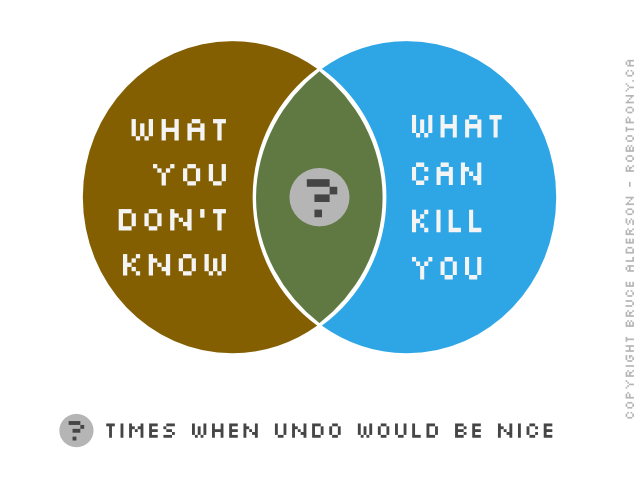 WHAT
YOU
DON'T
KNOW
?
WHAT
CAN
KILL
YOU
? TIMES WHEN UNDO WOULD BE NICE
COPYRIGHT BRUCE ALDERSON - ROBOTPONY.CA